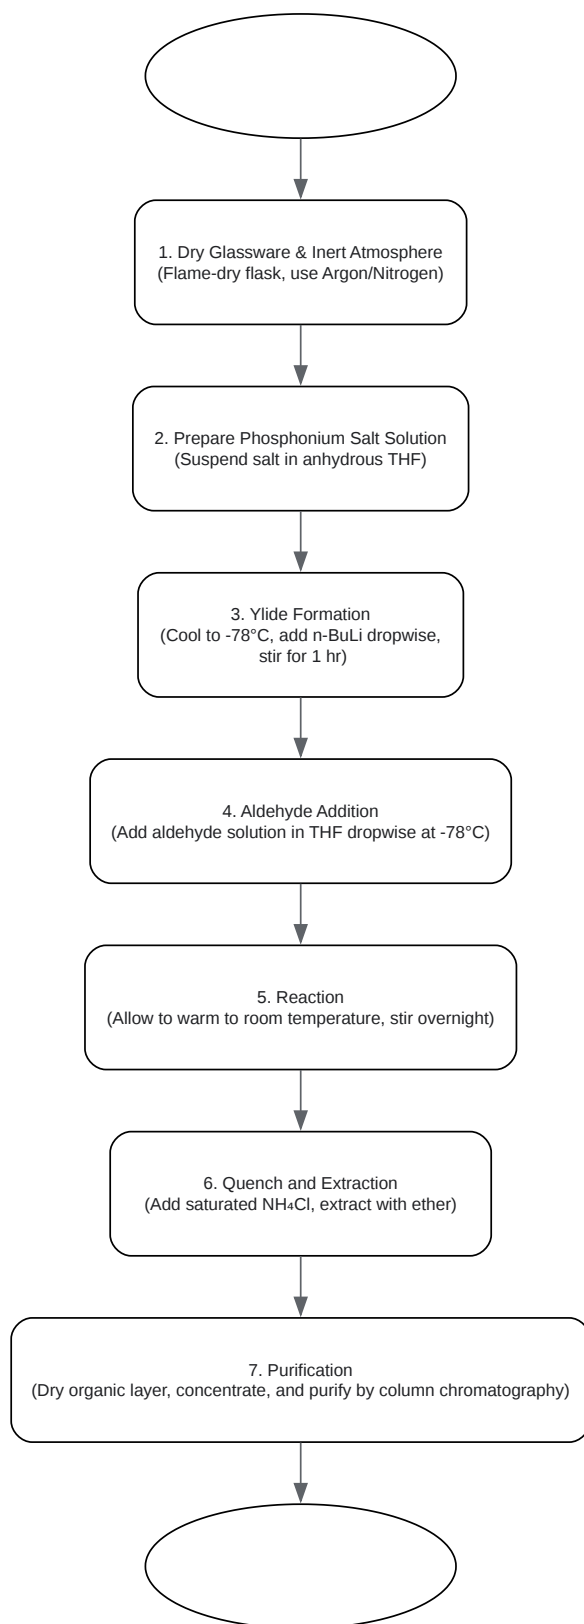 1. Dry Glassware & Inert Atmosphere
(Flame-dry flask, use Argon/Nitrogen)
2. Prepare Phosphonium Salt Solution
(Suspend salt in anhydrous THF)
3. Ylide Formation
(Cool to -78°C, add n-BuLi dropwise,
stir for 1 hr)
4. Aldehyde Addition
(Add aldehyde solution in THF dropwise at -78°C)
5. Reaction
(Allow to warm to room temperature, stir overnight)
6. Quench and Extraction
(Add saturated NH₄Cl, extract with ether)
7. Purification
(Dry organic layer, concentrate, and purify by column chromatography)